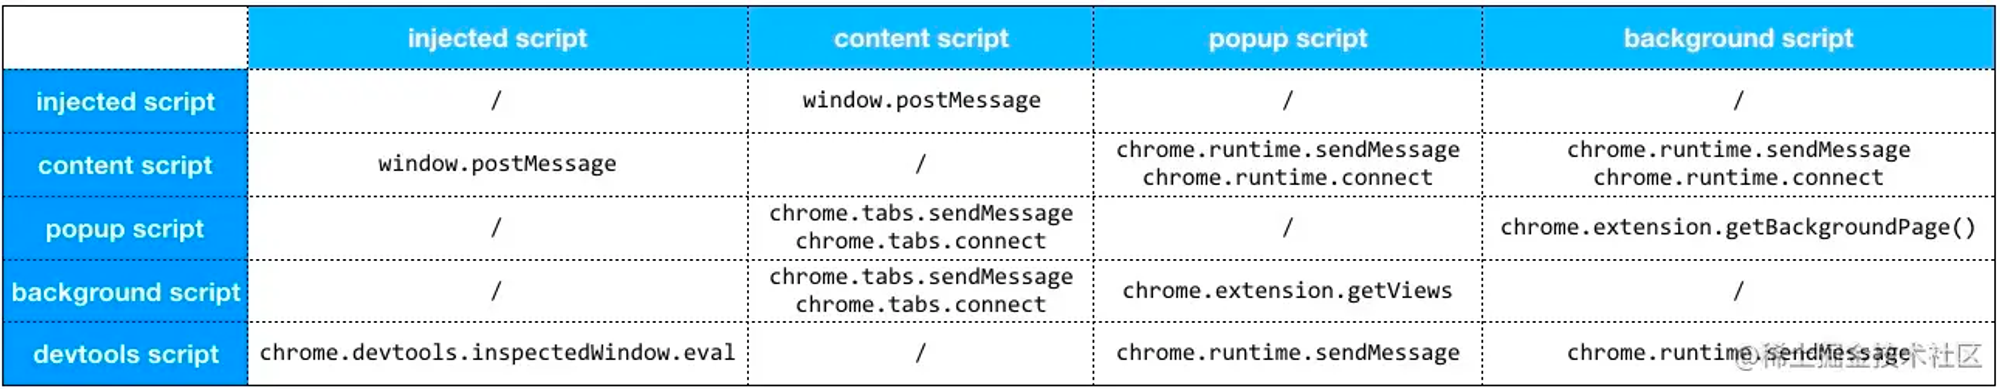 injected script content script popup script background script
injected script / window.postMessage / /
content script window.postMessage / chrome.runtime.sendMessage chrome.runtime.connect chrome.runtime.sendMessage chrome.runtime.connect
popup script / chrome.tabs.sendMessage chrome.tabs.connect / chrome.extension.getBackgroundPage()
background script / chrome.tabs.sendMessage chrome.tabs.connect chrome.extension.getViews /
devtools script chrome.devtools.inspectedWindow.eval / chrome.runtime.sendMessage chrome.runtime.sendMessage
@稀土掘金技术社区